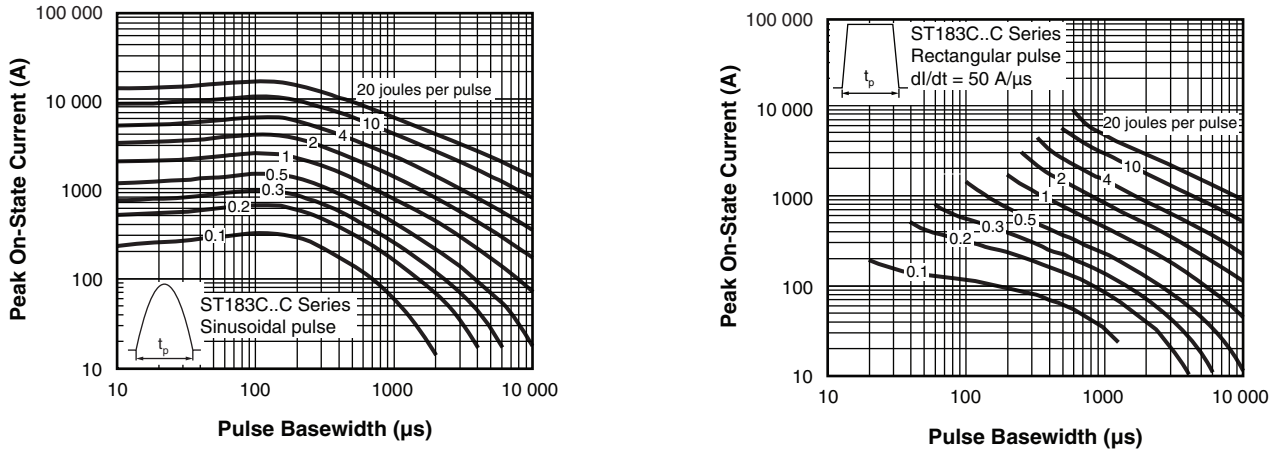 Peak On-State Current (A)
100 000
10 000
1000
100
10
20 joules per pulse
10
4
2
1
0.5
0.3
0.2
0.1
tp
ST183C..C Series
Sinusoidal pulse
10
100
1000
10 000
Pulse Basewidth (µs)
Peak On-State Current (A)
100 000
10 000
1000
100
10
tp
ST183C..C Series
Rectangular pulse
dI/dt = 50 A/µs
20 joules per pulse
10
4
2
1
0.5
0.3
0.2
0.1
10
100
1000
10 000
Pulse Basewidth (µs)